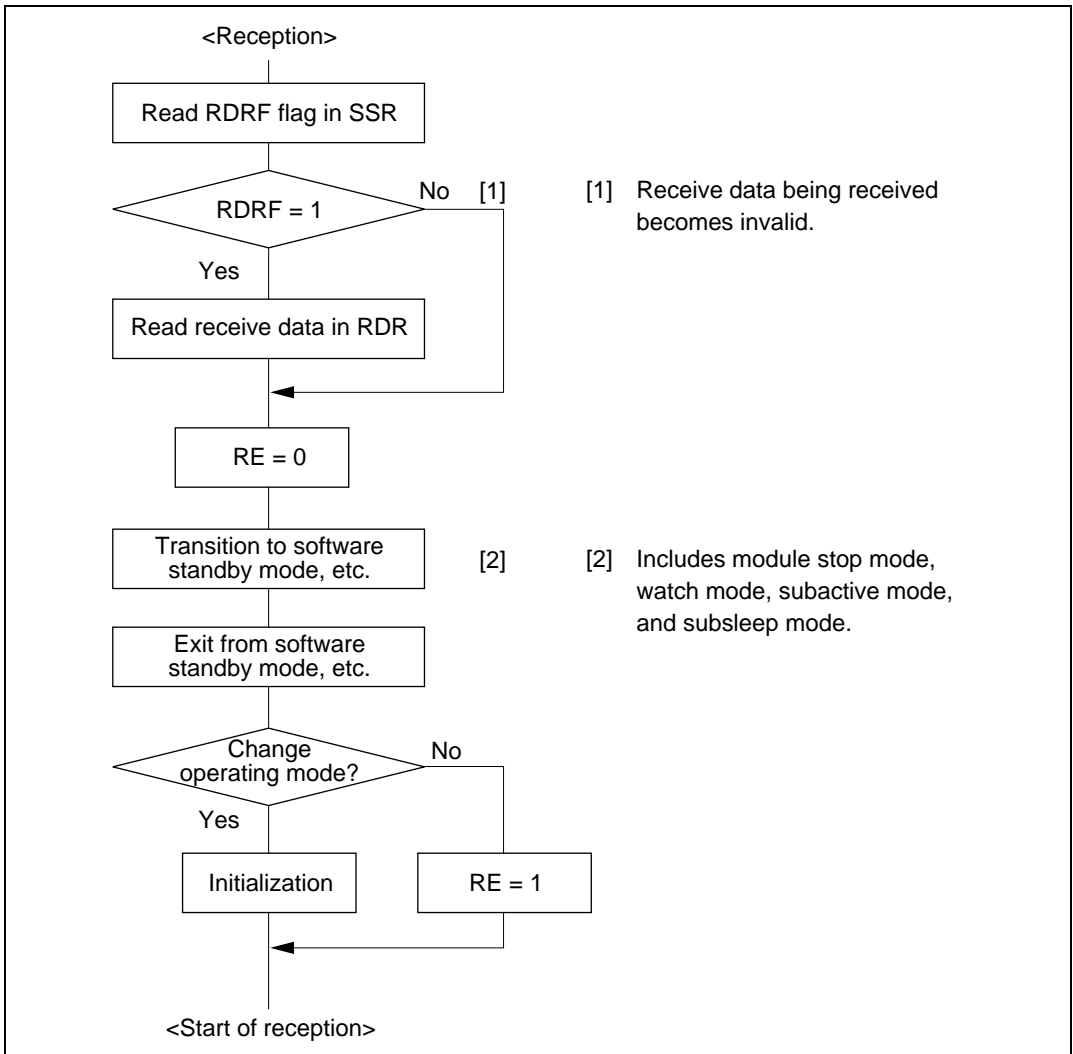 <Reception>
Read RDRF flag in SSR
No [1]
RDRF = 1
[1] Receive data being received
becomes invalid.
Yes
Read receive data in RDR
RE = 0
Transition to software
standby mode, etc.
[2]
[2] Includes module stop mode,
watch mode, subactive mode,
and subsleep mode.
Exit from software
standby mode, etc.
Change
operating mode?
No
Yes
Initialization
RE = 1
<Start of reception>